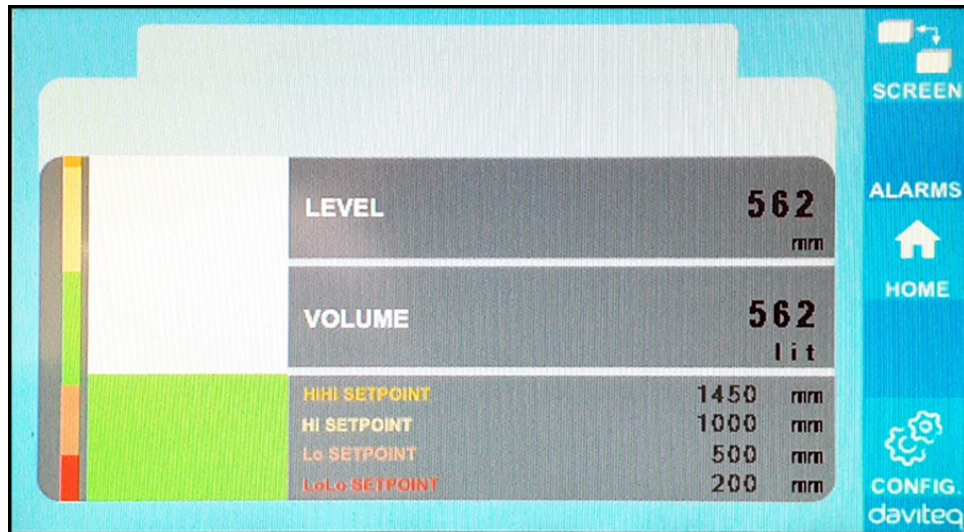 SCREEN
ALARMS
HOME
LEVEL 562
mm
VOLUME 562
lit
HIHI SETPOINT 1450 mm
HI SETPOINT 1000 mm
Lo SETPOINT 500 mm
LoLo SETPOINT 200 mm
CONFIG.
daviteq